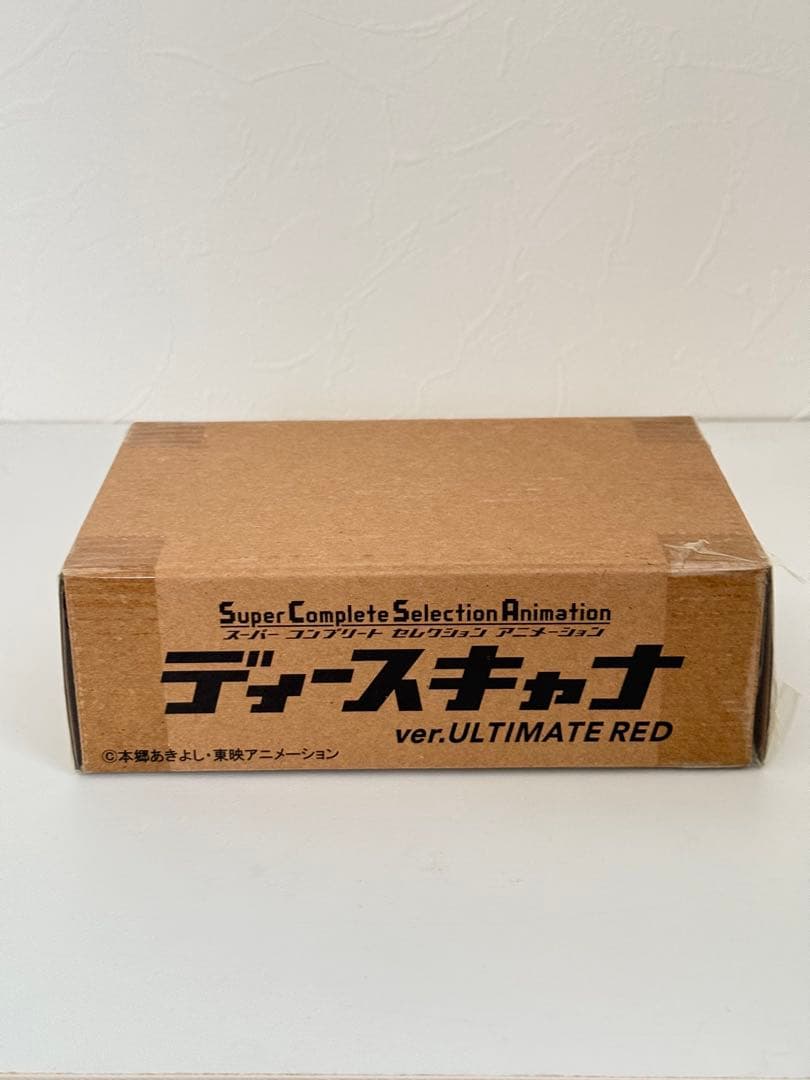 Super Complete Selection Animation
スーパー コンプリート セレクション アニメーション
ディースキャナ
ver.ULTIMATE RED
©本郷あきよし・東映アニメーション